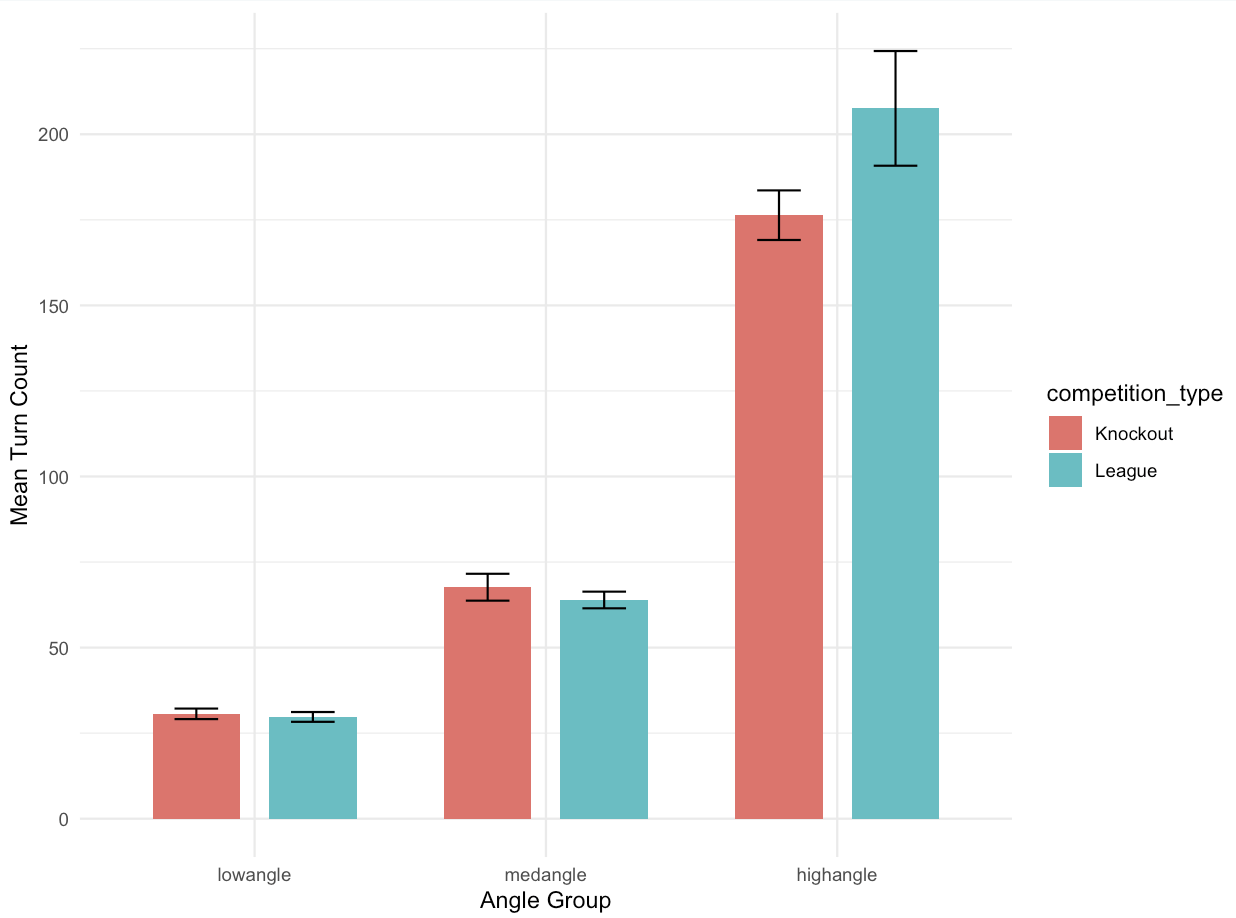 Mean Turn Count
200
150
100
50
0
lowangle
medangle
highangle
Angle Group
competition_type
Knockout
League